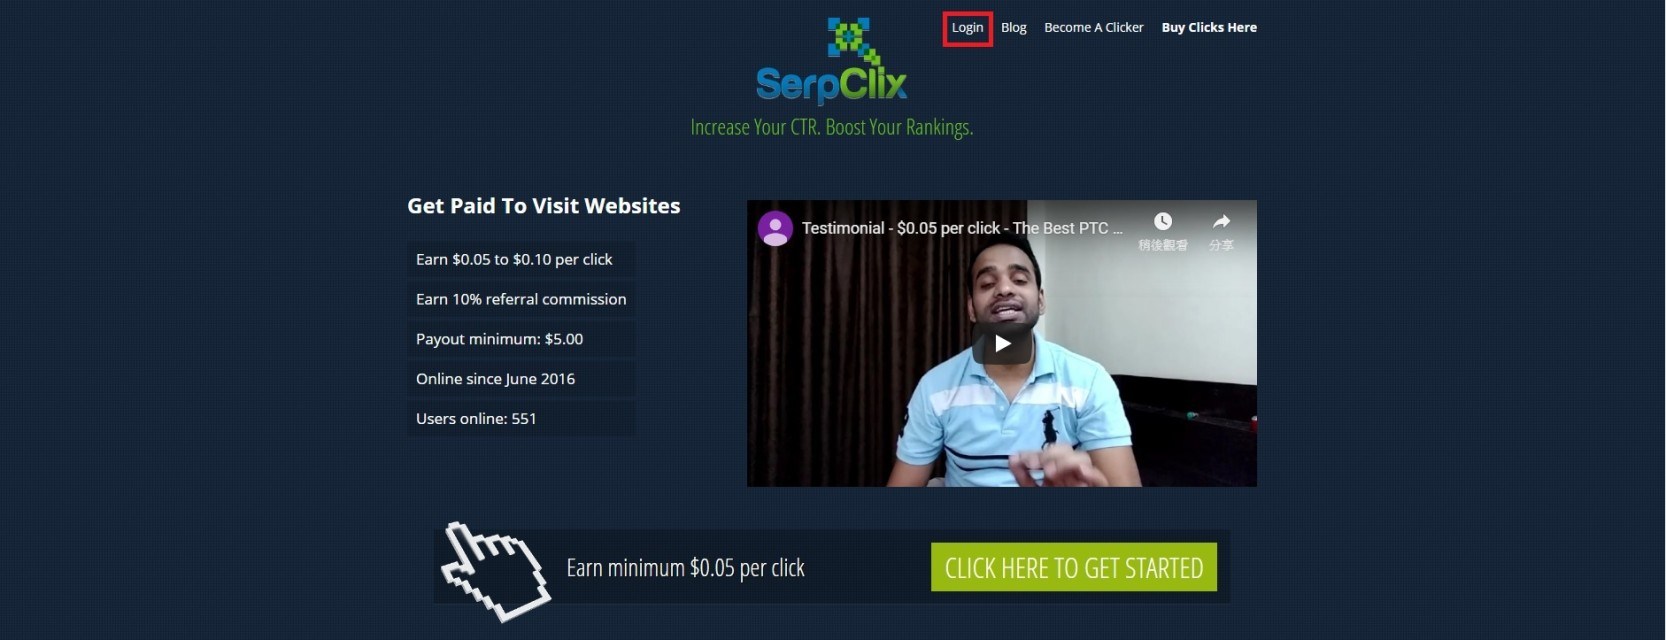 Login Blog Become A Clicker Buy Clicks Here
SerpClix
Increase Your CTR. Boost Your Rankings.
Get Paid To Visit Websites
Earn $0.05 to $0.10 per click
Earn 10% referral commission
Payout minimum: $5.00
Online since June 2016
Users online: 551
Testimonial - $0.05 per click - The Best PTC ...
稍後觀看 分享
Earn minimum $0.05 per click
CLICK HERE TO GET STARTED